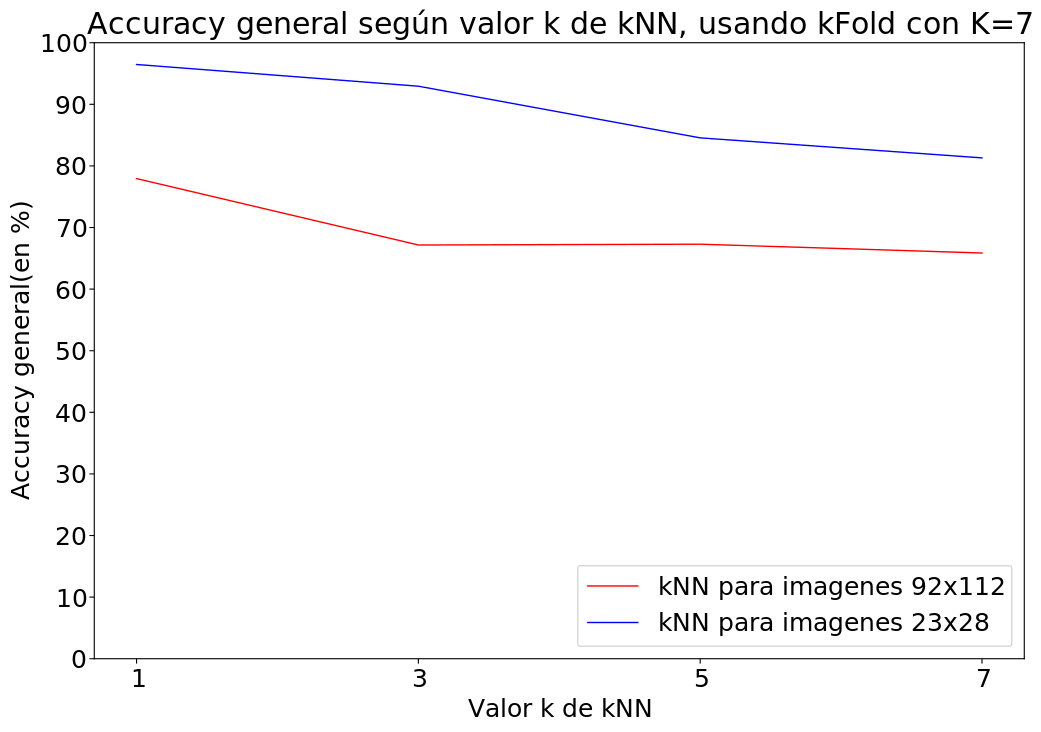 Accuracy general según valor k de kNN, usando kFold con K=7
Accuracy general(en %)
100
90
80
70
60
50
40
30
20
10
0
1 3 5 7
Valor k de kNN
kNN para imagenes 92x112
kNN para imagenes 23x28